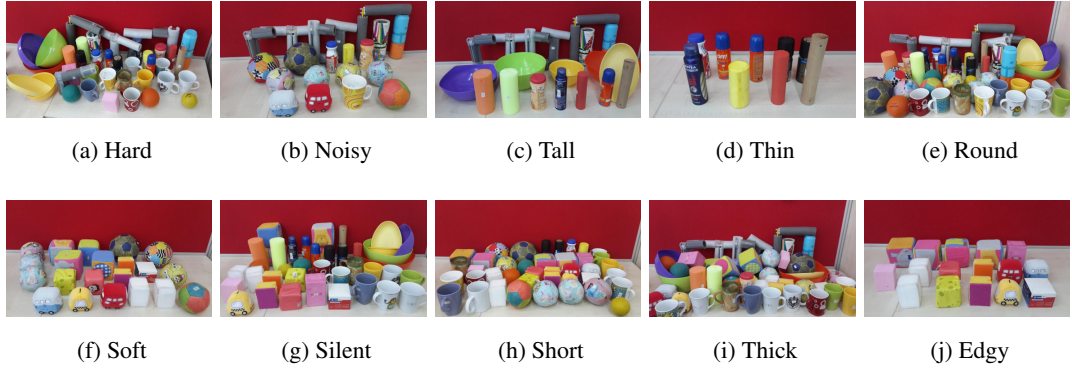 (a) Hard
(b) Noisy
(c) Tall
(d) Thin
(e) Round
(f) Soft
(g) Silent
(h) Short
(i) Thick
(j) Edgy